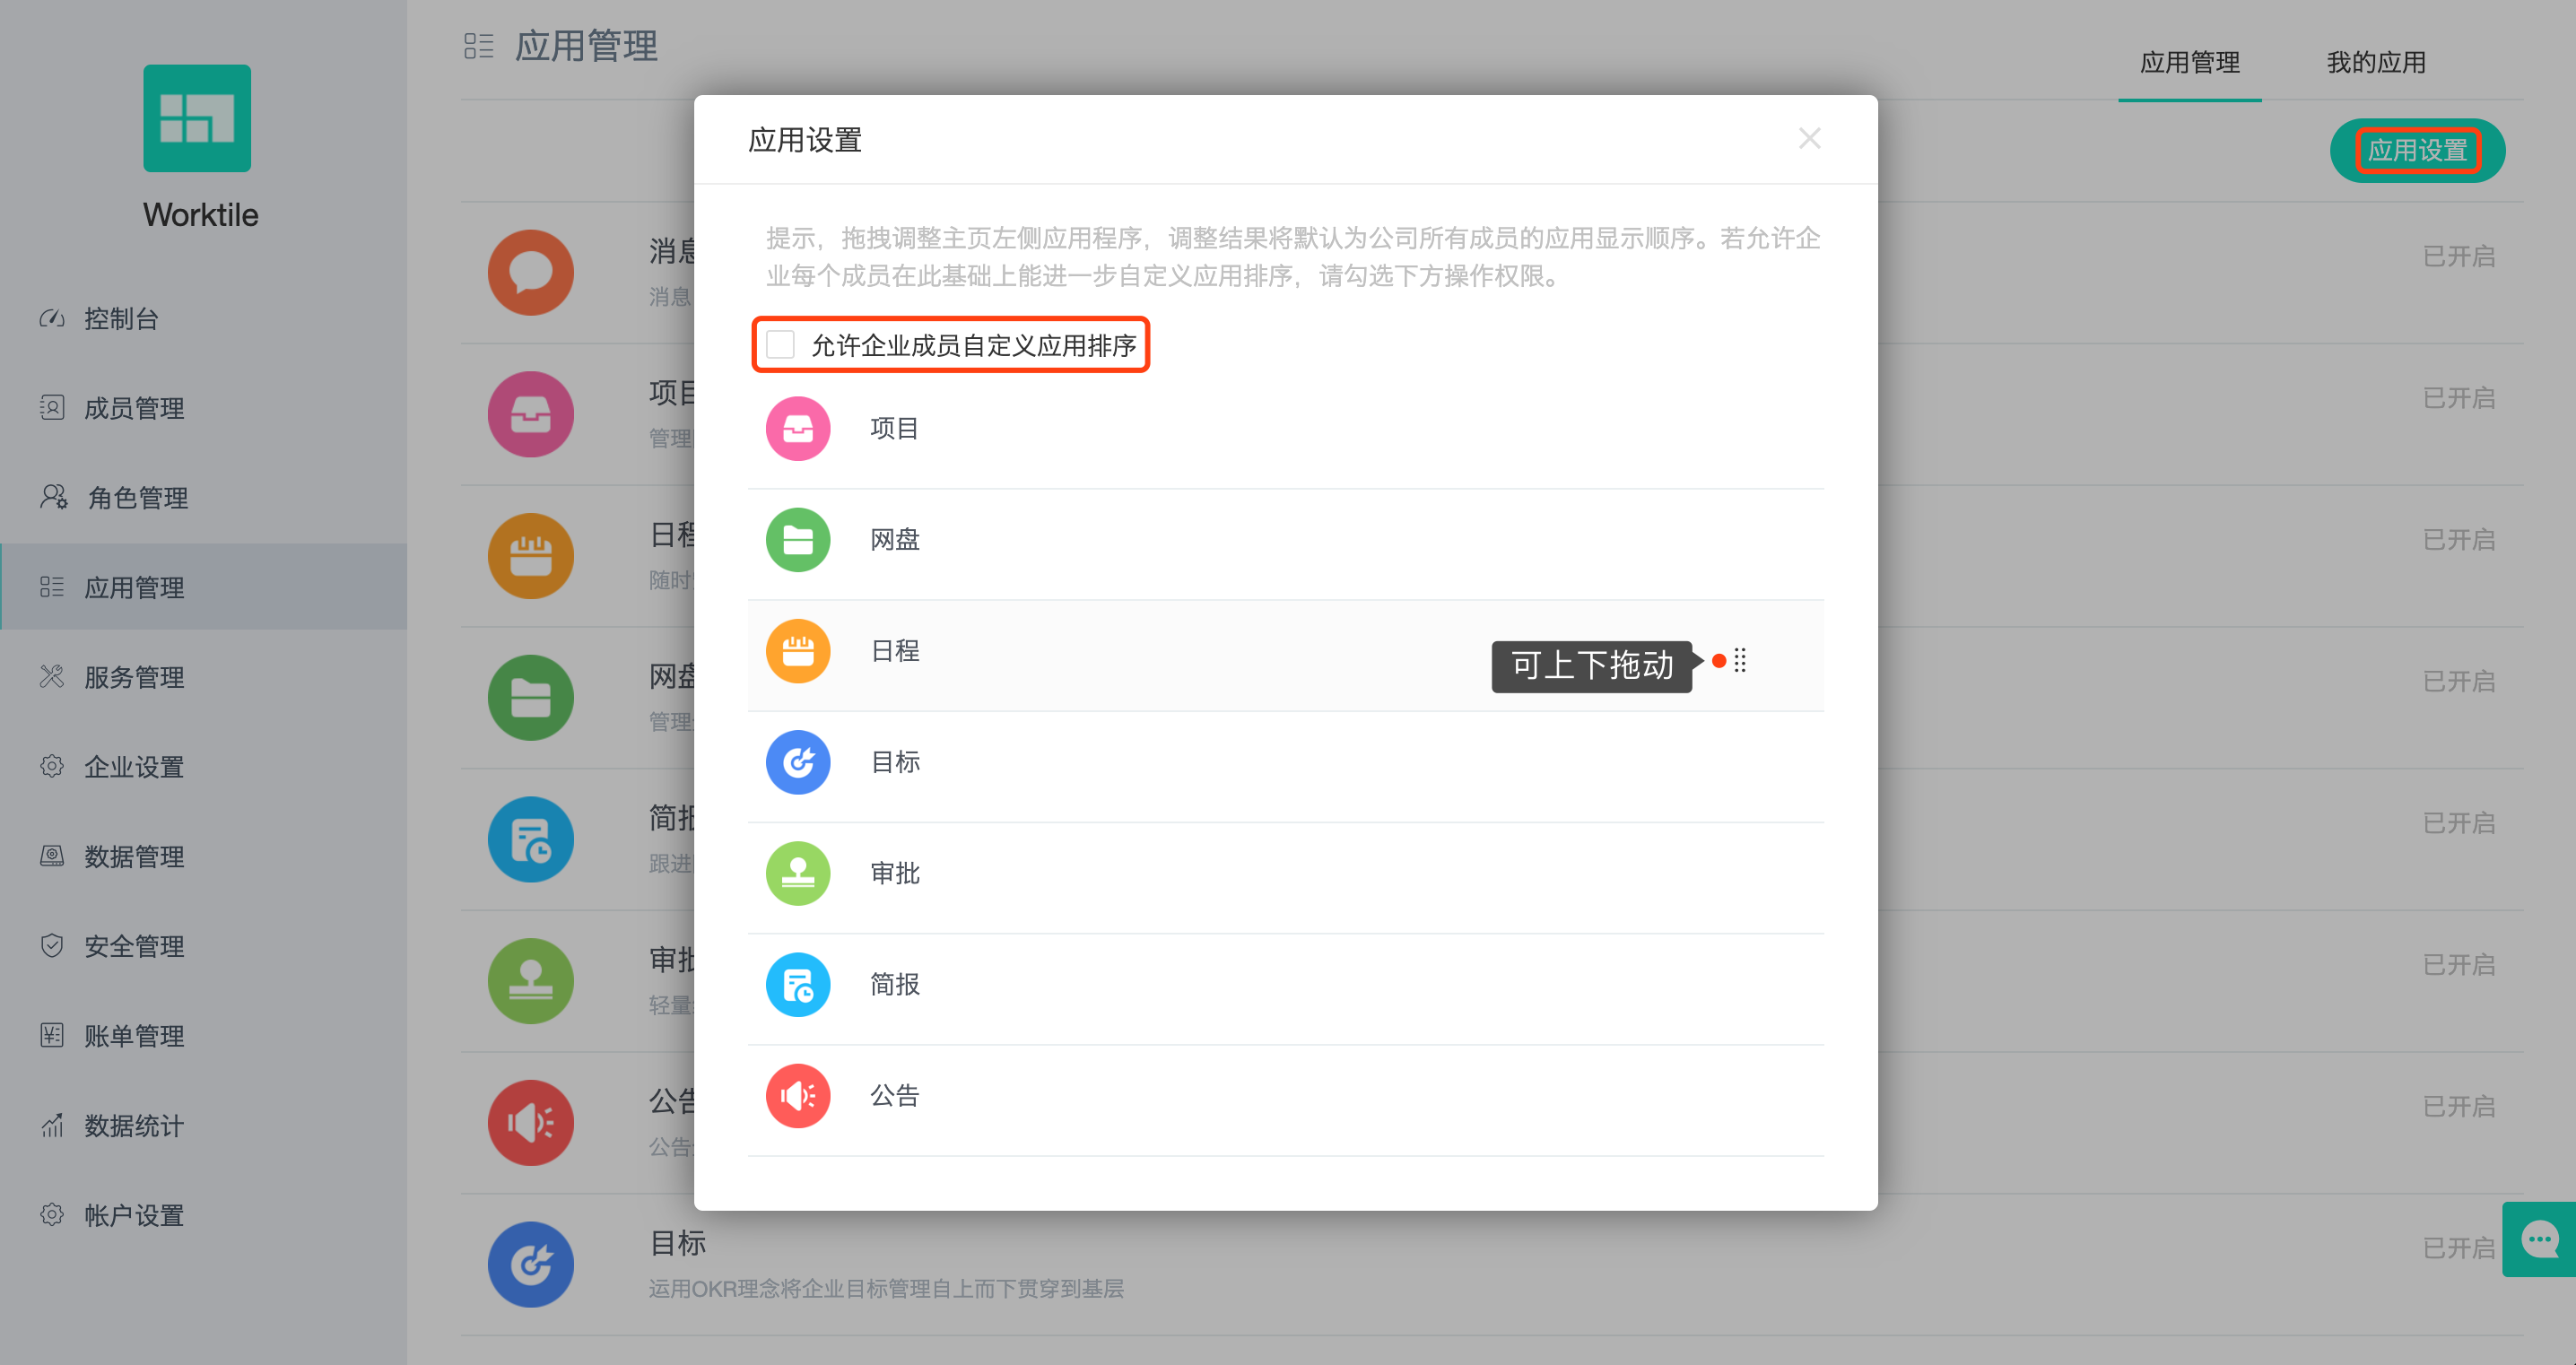 Worktile
控制台
成员管理
角色管理
应用管理
服务管理
企业设置
数据管理
安全管理
账单管理
数据统计
帐户设置
应用管理
应用管理
我的应用
应用设置
消息
消息
已开启
项目
管理
已开启
日程
随时
已开启
网盘
管理
已开启
简报
跟进
已开启
审批
轻量
已开启
公告
公告
已开启
目标
运用OKR理念将企业目标管理自上而下贯穿到基层
已开启
应用设置
提示，拖拽调整主页左侧应用程序，调整结果将默认为公司所有成员的应用显示顺序。若允许企
业每个成员在此基础上能进一步自定义应用排序，请勾选下方操作权限。
允许企业成员自定义应用排序
项目
网盘
日程
可上下拖动
目标
审批
简报
公告